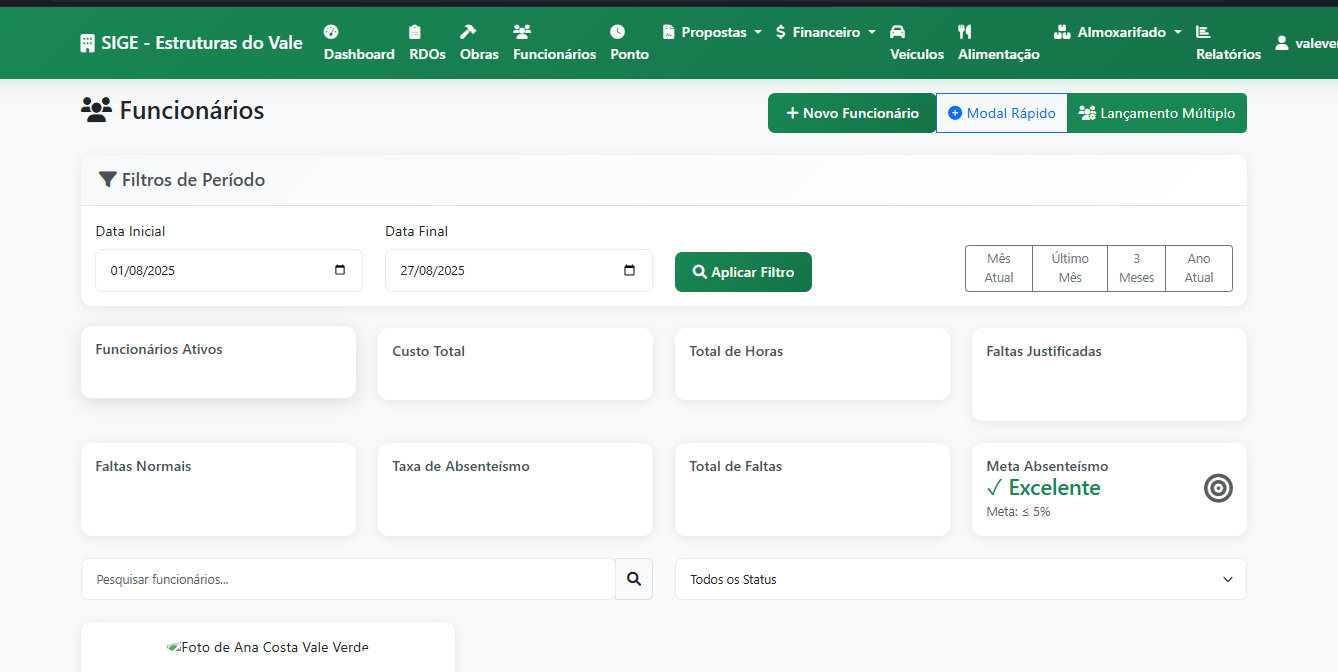 SIGE - Estruturas do Vale
Dashboard
RDOs
Obras
Funcionários
Ponto
Propostas
$ Financeiro
Veículos
Alimentação
Almoxarifado
Relatórios
valever
Funcionários
+ Novo Funcionário
Modal Rápido
Lançamento Múltiplo
Filtros de Período
Data Inicial
Data Final
01/08/2025
27/08/2025
Aplicar Filtro
Mês
Atual
Último
Mês
3
Meses
Ano
Atual
Funcionários Ativos
Custo Total
Total de Horas
Faltas Justificadas
Faltas Normais
Taxa de Absenteísmo
Total de Faltas
Meta Absenteísmo
✓ Excelente
Meta: ≤ 5%
Pesquisar funcionários...
Todos os Status
Foto de Ana Costa Vale Verde